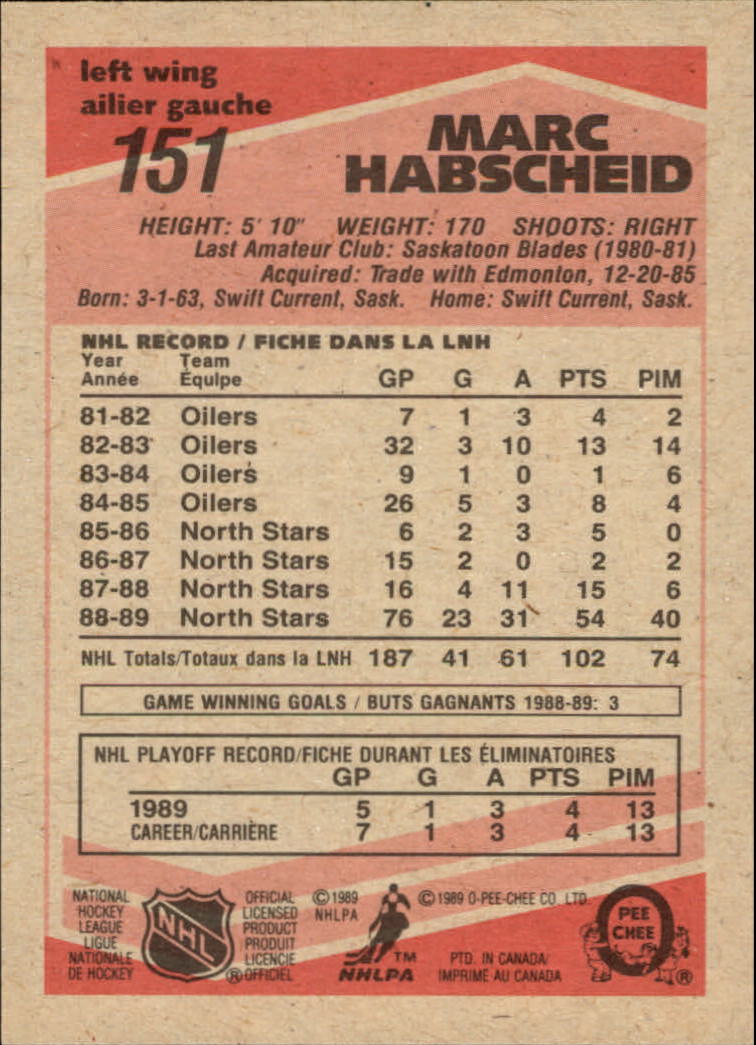 left wing
ailier gauche
151
MARC
HABSCHEID
HEIGHT: 5' 10" WEIGHT: 170 SHOOTS: RIGHT
Last Amateur Club: Saskatoon Blades (1980-81)
Acquired: Trade with Edmonton, 12-20-85
Born: 3-1-63, Swift Current, Sask. Home: Swift Current, Sask.
NHL RECORD / FICHE DANS LA LNH
Year Team
Année Équipe GP G A PTS PIM
81-82 Oilers 7 1 3 4 2
82-83 Oilers 32 3 10 13 14
83-84 Oilers 9 1 0 1 6
84-85 Oilers 26 5 3 8 4
85-86 North Stars 6 2 3 5 0
86-87 North Stars 15 2 0 2 2
87-88 North Stars 16 4 11 15 6
88-89 North Stars 76 23 31 54 40
NHL Totals/Totaux dans la LNH 187 41 61 102 74
GAME WINNING GOALS / BUTS GAGNANTS 1988-89: 3
NHL PLAYOFF RECORD/FICHE DURANT LES ÉLIMINATOIRES
GP G A PTS PIM
1989 5 1 3 4 13
CAREER/CARRIÈRE 7 1 3 4 13
NATIONAL
HOCKEY
LEAGUE
LIGUE
NATIONALE
DE HOCKEY
NHL
®
OFFICIAL
LICENSED
PRODUCT
PRODUIT
LICENCIE
OFFICIEL
©1989
NHLPA
TM
NHLPA
©1989 O-PEE-CHEE CO. LTD.
PTD. IN CANADA/
IMPRIME AU CANADA
O
PEE
CHEE
®